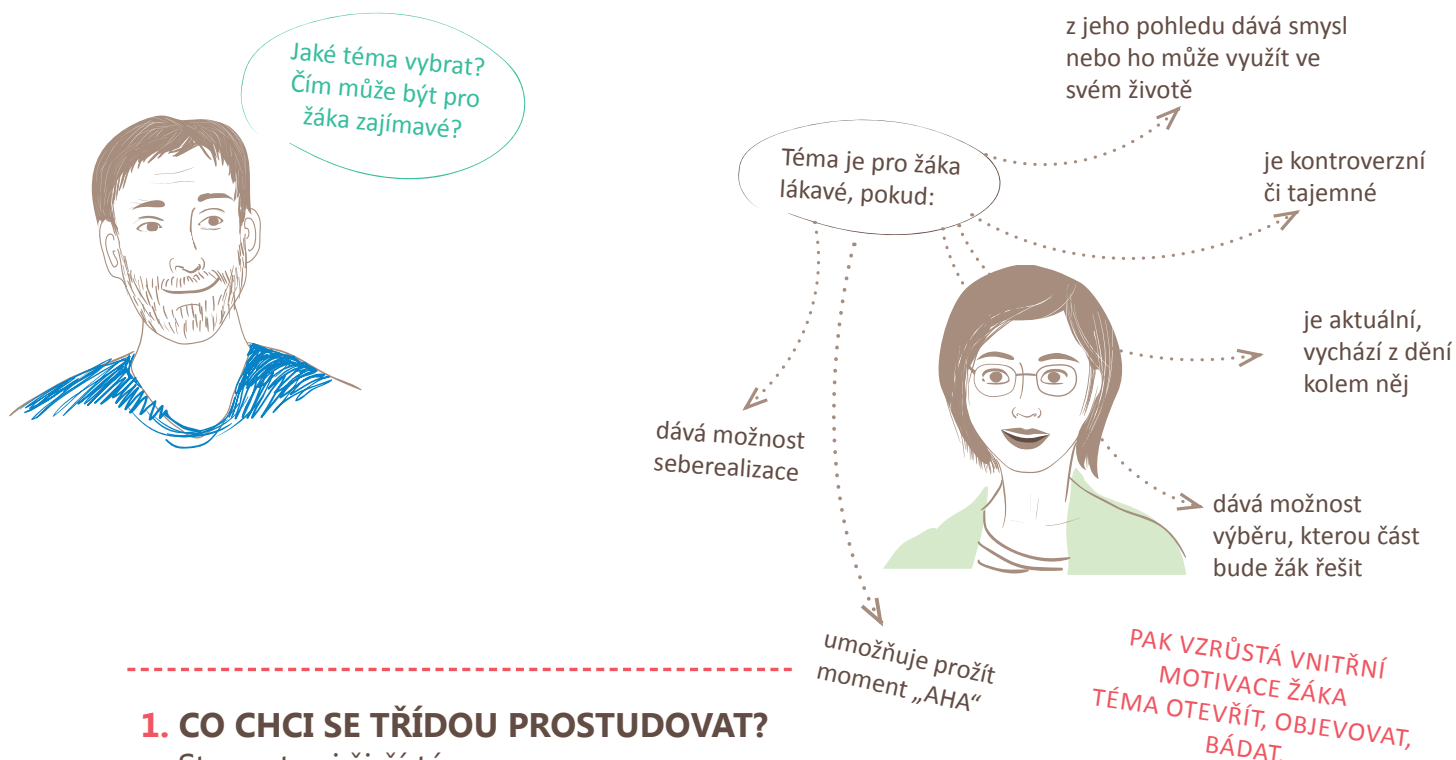 Jaké téma vybrat?
Čím může být pro
žáka zajímavé?
z jeho pohledu dává smysl
nebo ho může využít ve
svém životě
Téma je pro žáka
lákavé, pokud:
je kontroverzní
či tajemné
je aktuální,
vychází z dění
kolem něj
dává možnost
seberealizace
dává možnost
výběru, kterou část
bude žák řešit
umožňuje prožít
moment „AHA“
PAK VZRŮSTÁ VNITŘNÍ
MOTIVACE ŽÁKA
TÉMA OTEVŘÍT, OBJEVOVAT,
BÁDAT.
1. CO CHCI SE TŘÍDOU PROSTUDOVAT?